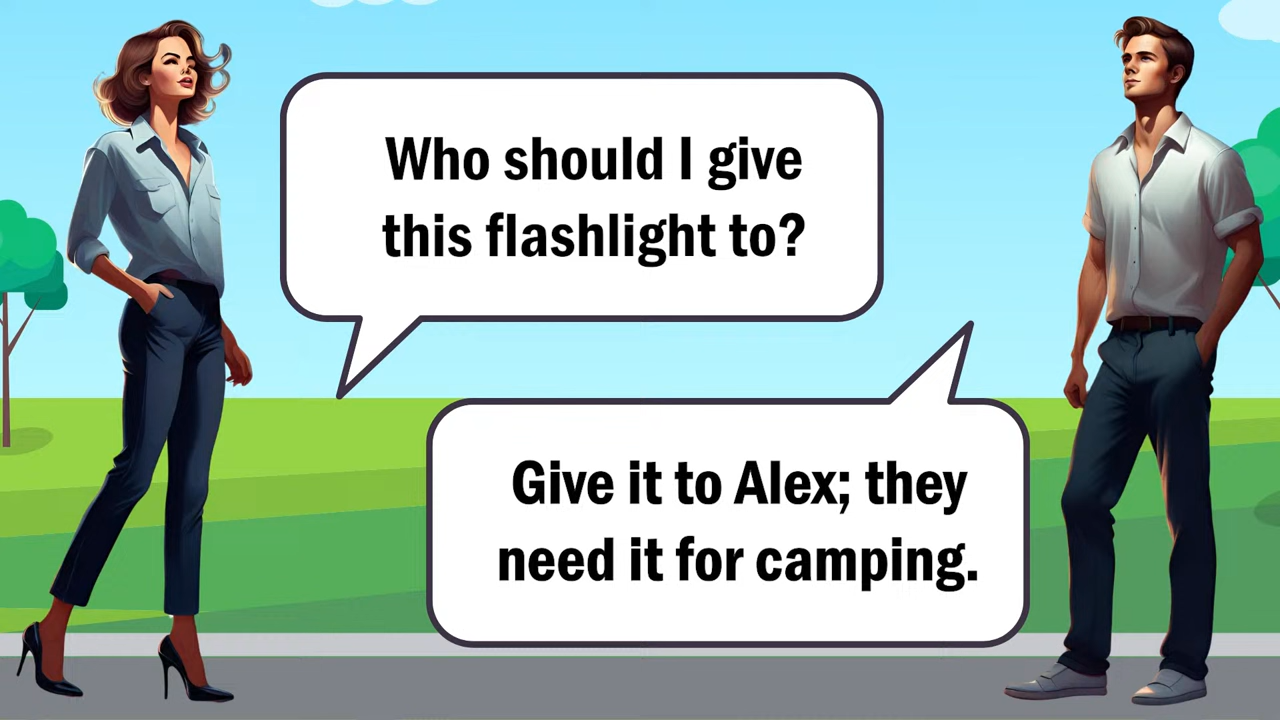 Who should I give
this flashlight to?
Give it to Alex; they
need it for camping.